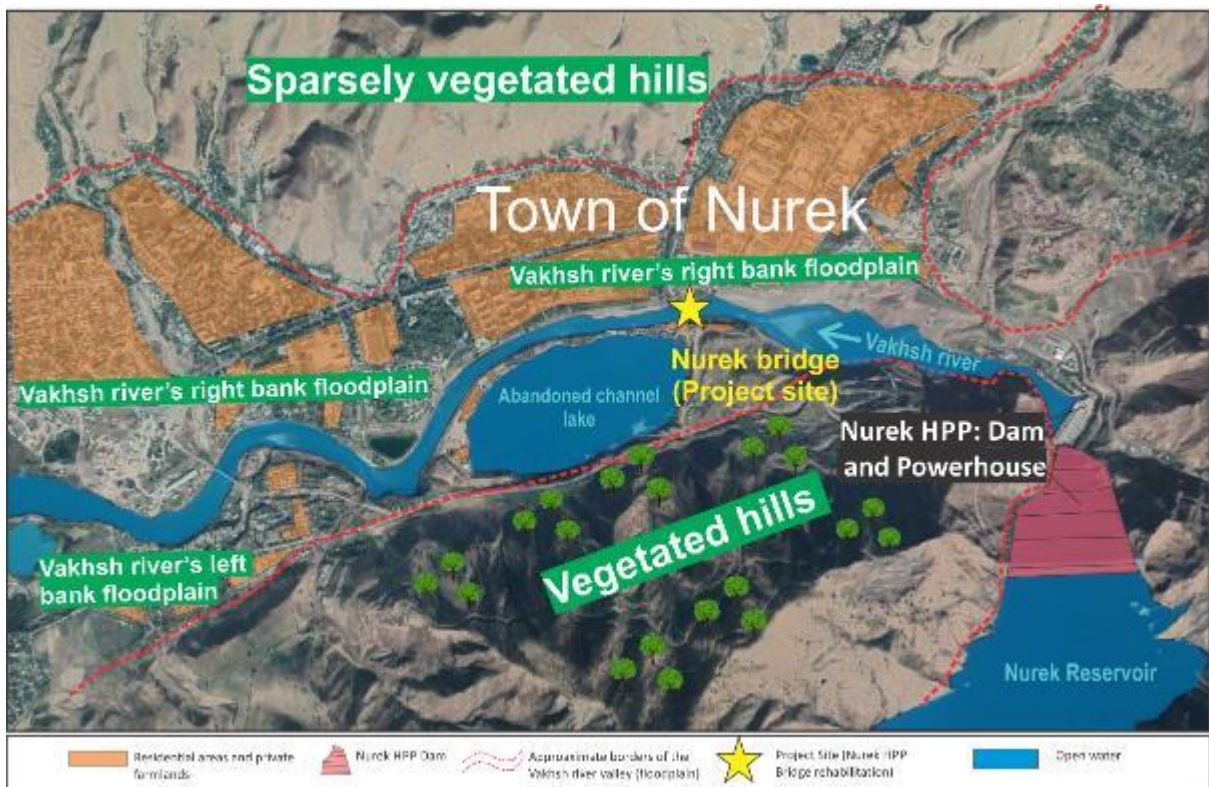 Sparsely vegetated hills
Town of Nurek
Vakhsh river's right bank floodplain
Vakhsh river
Nurek bridge
(Project site)
Vakhsh river's right bank floodplain
Abandoned channel
lake
Nurek HPP: Dam
and Powerhouse
Vegetated hills
Vakhsh river's left
bank floodplain
Nurek Reservoir
Residential areas and private
farmlands
Nurek HPP Dam
Approximate borders of the
Vakhsh river valley (floodplain)
Project Site (Nurek HPP
Bridge rehabilitation)
Open water